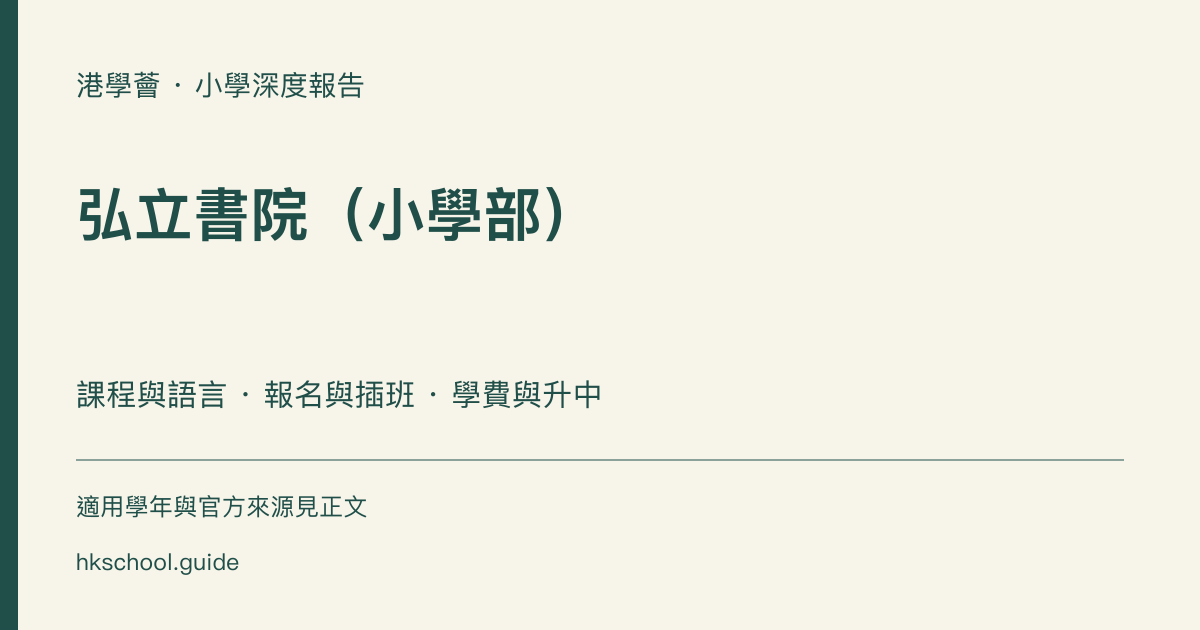 港學薈 · 小學深度報告
弘立書院（小學部）
課程與語言 · 報名與插班 · 學費與升中
適用學年與官方來源見正文
hkschool.guide